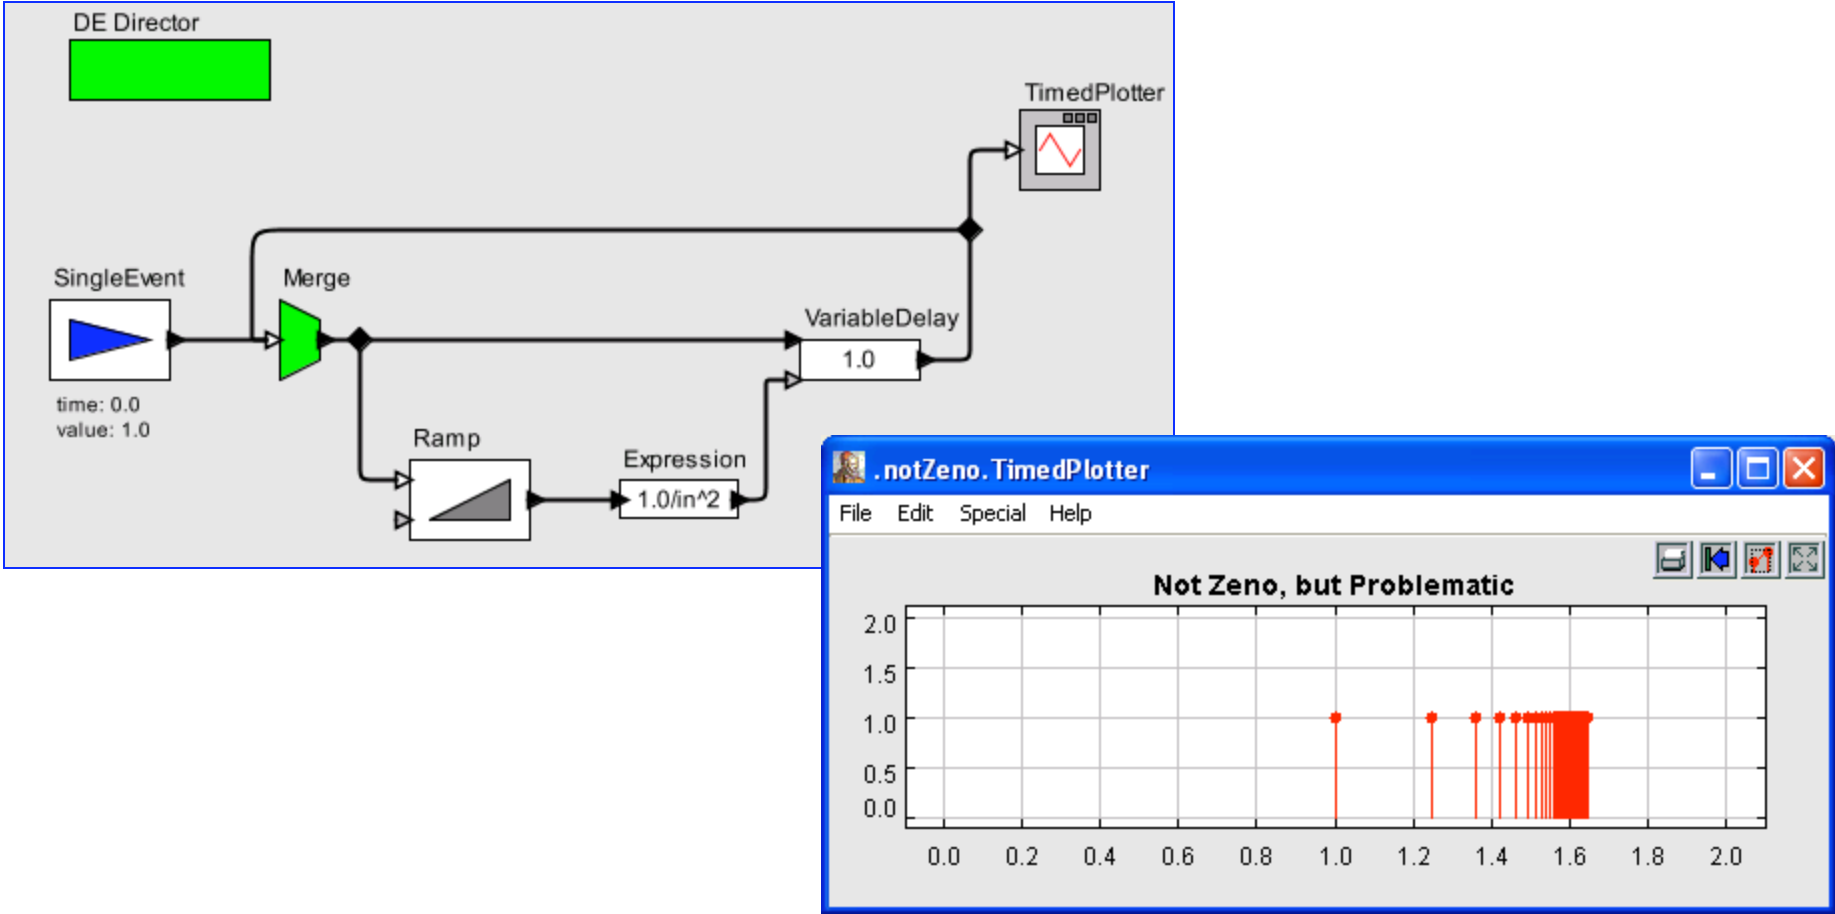 DE Director
TimedPlotter
SingleEvent
Merge
VariableDelay
1.0
time: 0.0
value: 1.0
Ramp
Expression
1.0/in^2
.notZeno.TimedPlotter
File Edit Special Help
Not Zeno, but Problematic
2.0
1.5
1.0
0.5
0.0
0.0 0.2 0.4 0.6 0.8 1.0 1.2 1.4 1.6 1.8 2.0